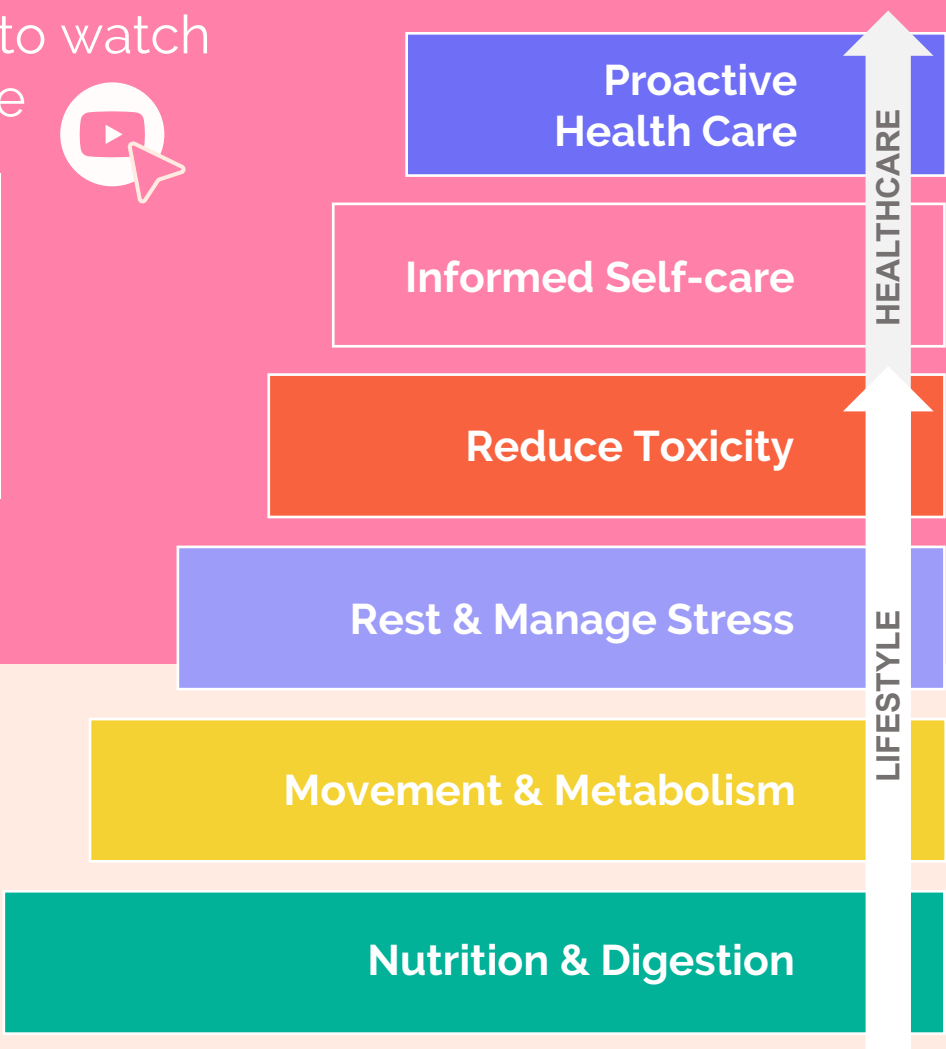 to watch
e
Proactive
Health Care
Informed Self-care
Reduce Toxicity
Rest & Manage Stress
Movement & Metabolism
Nutrition & Digestion
HEALTHCARE
LIFESTYLE